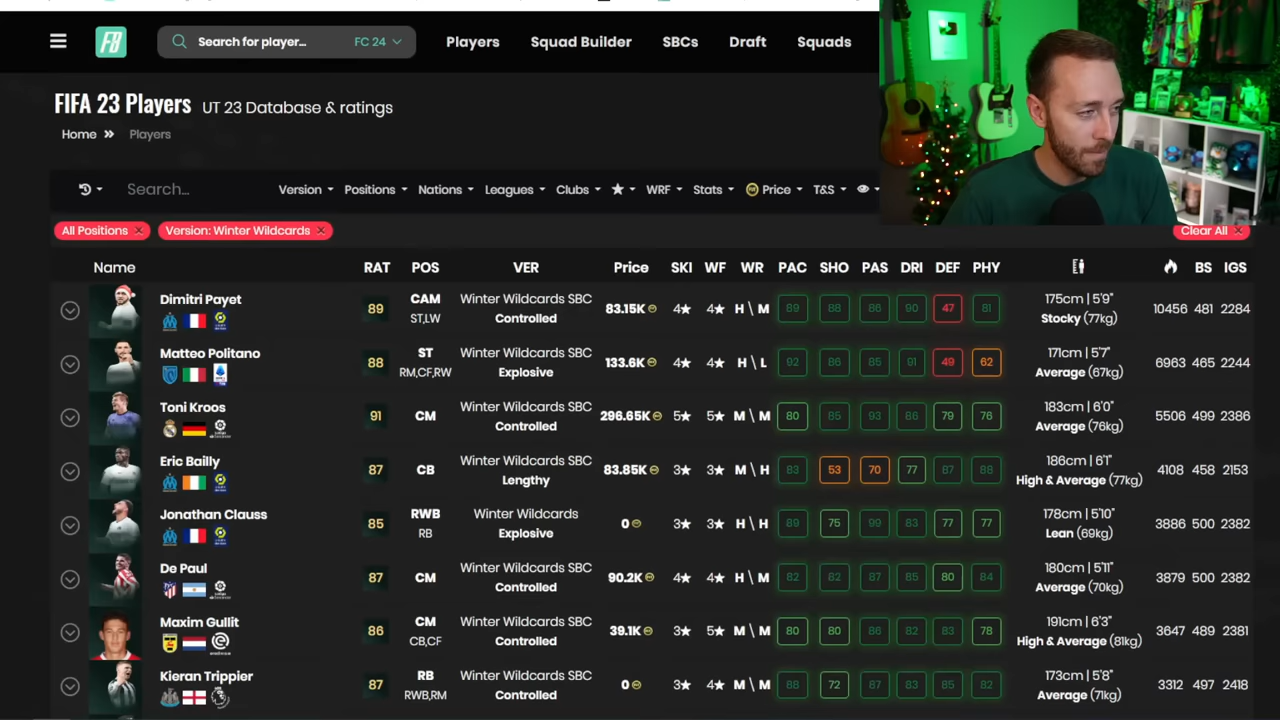 FB Search for player... FC 24 Players Squad Builder SBCs Draft Squads
FIFA 23 Players UT 23 Database & ratings
Home » Players
Search... Version Positions Nations Leagues Clubs WRF Stats Price T&S
All Positions × Version: Winter Wildcards × Clear All ×
Name RAT POS VER Price SKI WF WR PAC SHO PAS DRI DEF PHY BS IGS
Dimitri Payet 89 CAM Winter Wildcards SBC 83.15K 4★ 4★ H \ M 89 88 86 90 47 81 175cm | 5'9" 10456 481 2284
ST,LW Controlled Stocky (77kg)
Matteo Politano 88 ST Winter Wildcards SBC 133.6K 4★ 4★ H \ L 92 86 85 91 49 62 171cm | 5'7" 6963 465 2244
RM,CF,RW Explosive Average (67kg)
Toni Kroos 91 CM Winter Wildcards SBC 296.65K 5★ 5★ M \ M 80 85 93 86 79 76 183cm | 6'0" 5506 499 2386
Controlled Average (76kg)
Eric Bailly 87 CB Winter Wildcards SBC 83.85K 3★ 3★ M \ H 83 53 70 77 87 88 186cm | 6'1" 4108 458 2153
Lengthy High & Average (77kg)
Jonathan Clauss 85 RWB Winter Wildcards 0 3★ 3★ H \ H 89 75 99 83 77 77 178cm | 5'10" 3886 500 2382
RB Explosive Lean (69kg)
De Paul 87 CM Winter Wildcards SBC 90.2K 4★ 4★ H \ M 82 82 87 85 80 84 180cm | 5'11" 3879 500 2382
Controlled Average (70kg)
Maxim Gullit 86 CM Winter Wildcards SBC 39.1K 3★ 5★ M \ M 80 80 86 82 83 78 191cm | 6'3" 3647 489 2381
CB,CF Controlled High & Average (81kg)
Kieran Trippier 87 RB Winter Wildcards SBC 0 3★ 4★ M \ M 88 72 87 83 85 82 173cm | 5'8" 3312 497 2418
RWB,RM Controlled Average (71kg)